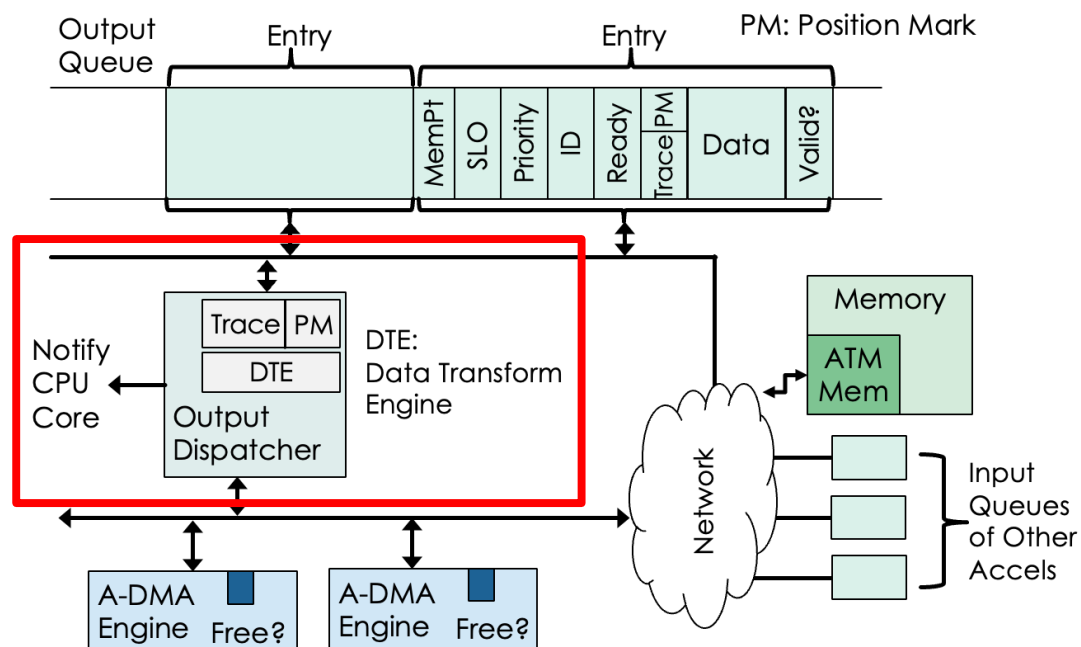 Output
Queue
Entry
Entry
PM: Position Mark
MemPt
SLO
Priority
ID
Ready
Trace PM
Data
Valid?
Notify
CPU
Core
Trace PM
DTE
Output
Dispatcher
DTE:
Data Transform
Engine
Memory
ATM
Mem
Network
Input
Queues
of Other
Accels
A-DMA
Engine Free?
A-DMA
Engine Free?